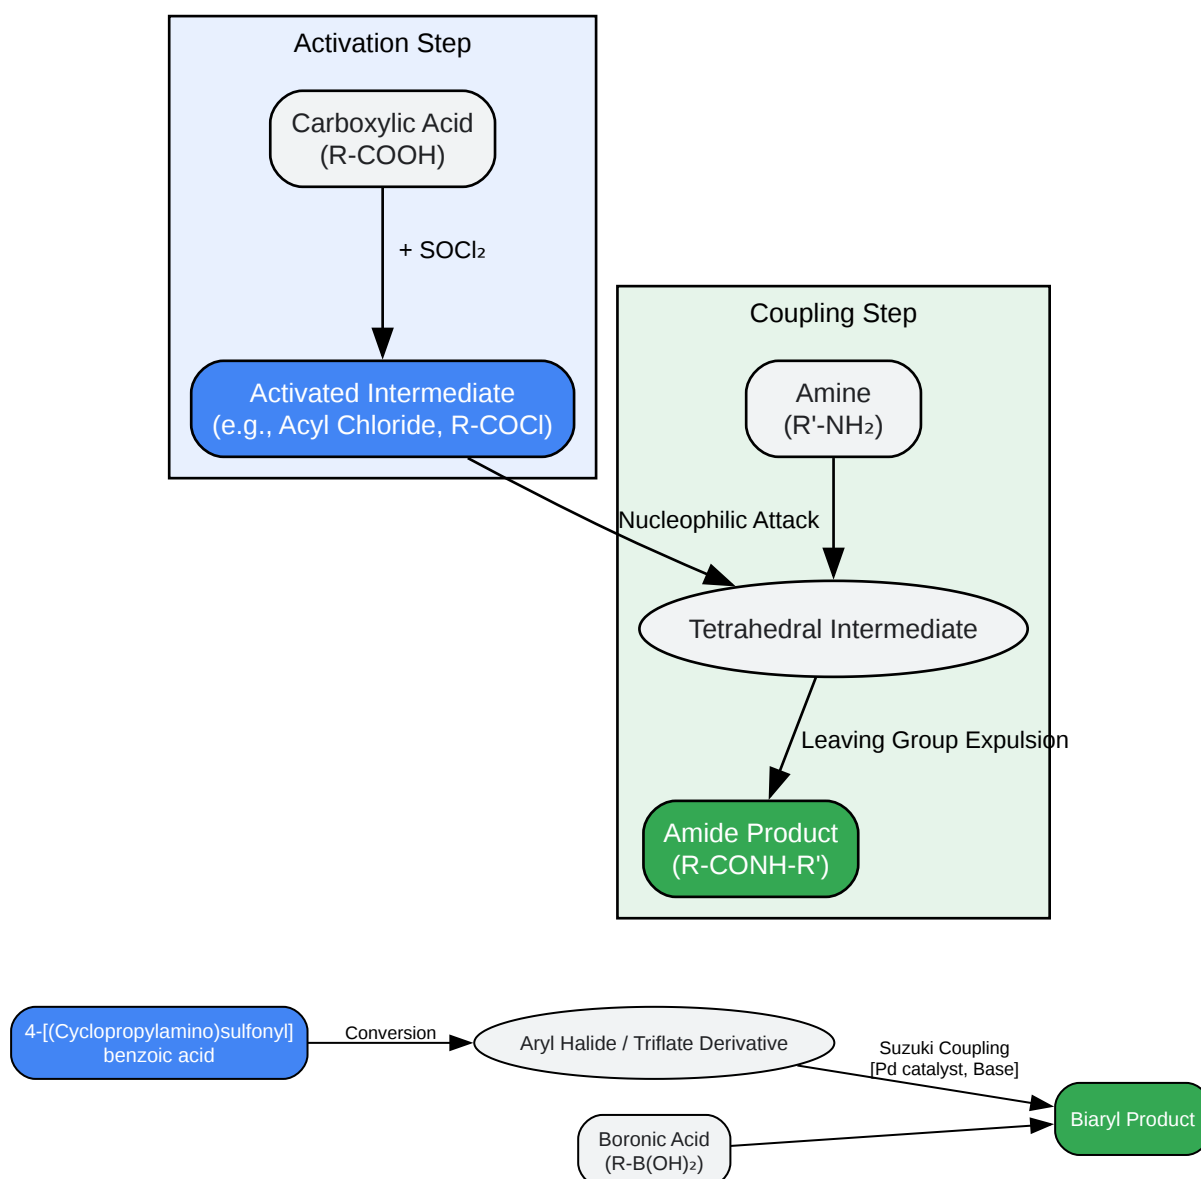 Activation Step
Carboxylic Acid
(R-COOH)
+ SOCl₂
Activated Intermediate
(e.g., Acyl Chloride, R-COCl)
Coupling Step
Amine
(R'-NH₂)
Nucleophilic Attack
Tetrahedral Intermediate
Leaving Group Expulsion
Amide Product
(R-CONH-R')
4-[(Cyclopropylamino)sulfonyl]
benzoic acid
Conversion
Aryl Halide / Triflate Derivative
Suzuki Coupling
[Pd catalyst, Base]
Boronic Acid
(R-B(OH)₂)
Biaryl Product